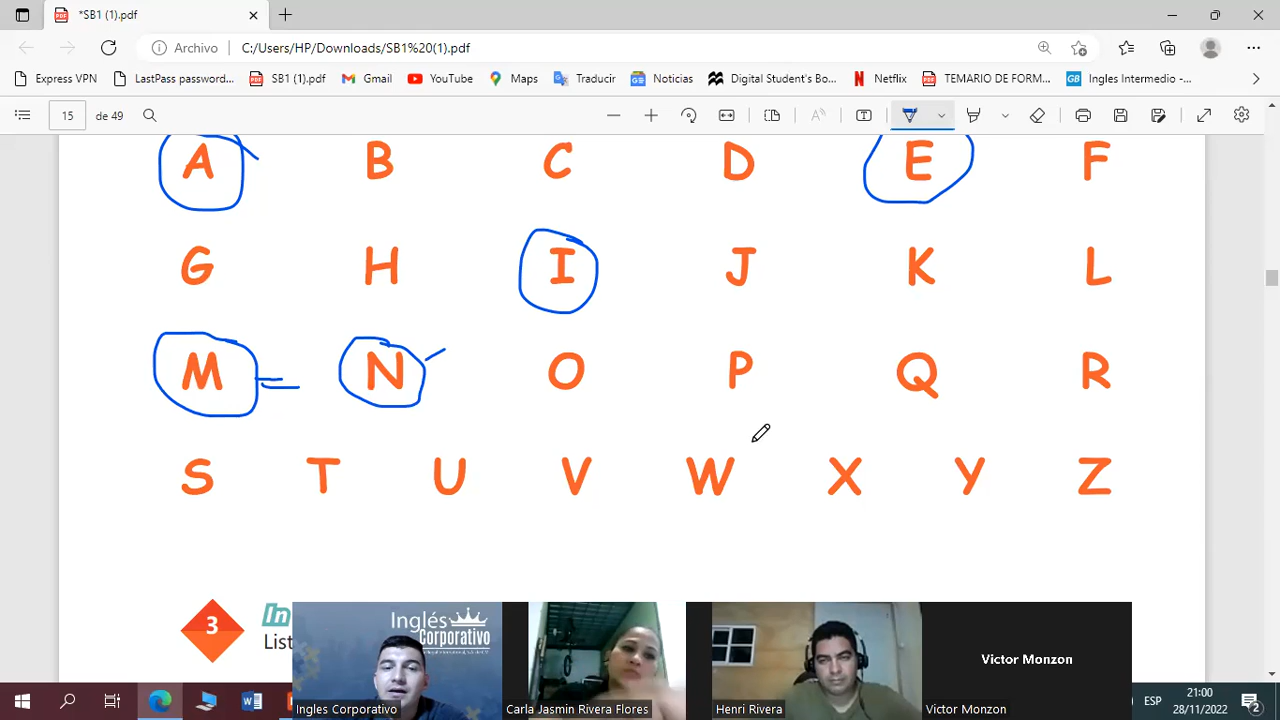 *SB1 (1).pdf
Archivo C:/Users/HP/Downloads/SB1%20(1).pdf
Express VPN LastPass password... SB1 (1).pdf Gmail YouTube Maps Traducir Noticias Digital Student's Bo... Netflix TEMARIO DE FORM... Ingles Intermedio -...
15 de 49
A B C D E F
G H I J K L
M N O P Q R
S T U V W X Y Z
3 In
List
Inglés
Corporativo
Victor Monzon
Ingles Corporativo Carla Jasmin Rivera Flores Henri Rivera Victor Monzon
ESP 21:00
28/11/2022 2